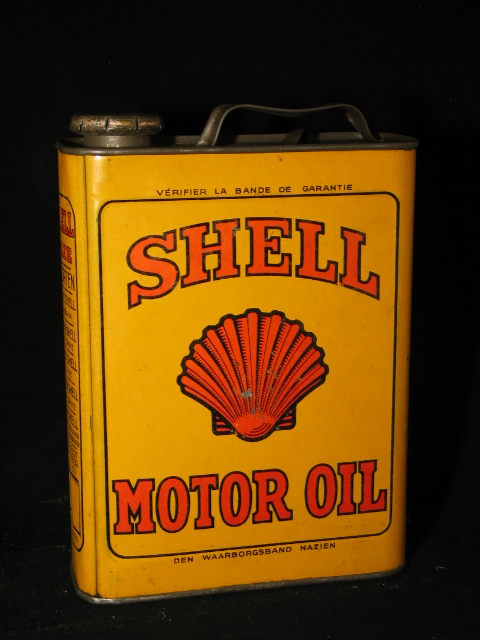 VÉRIFIER LA BANDE DE GARANTIE
SHELL
MOTOR OIL
DEN WAARBORGSBAND NAZIEN